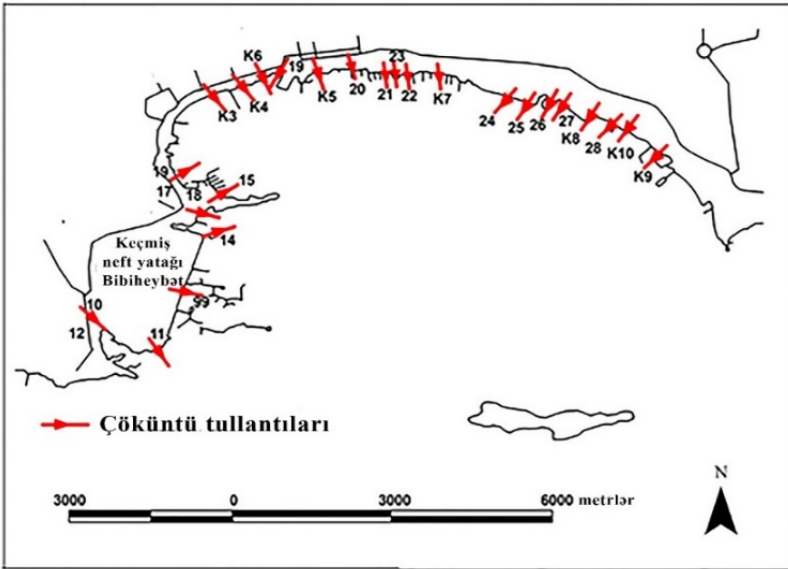 K6
23
19
K3
K4
K5
20
21
22
K7
24
25
26
27
K8
28
K10
K9
19
17
18
15
14
Keçmiş
neft yatağı
Bibiheybət
10
12
11
Çöküntü tullantıları
N
3000 0 3000 6000 metrlər